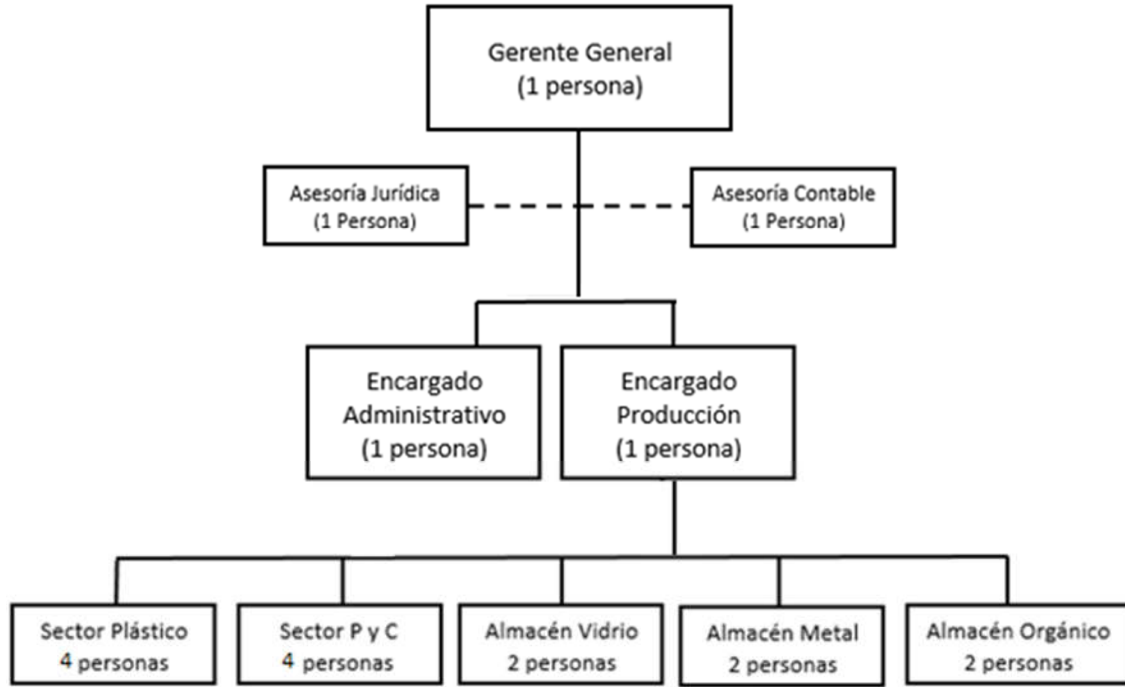 Gerente General
(1 persona)
Asesoría Jurídica
(1 Persona)
Asesoría Contable
(1 Persona)
Encargado
Administrativo
(1 persona)
Encargado
Producción
(1 persona)
Sector Plástico
4 personas
Sector P y C
4 personas
Almacén Vidrio
2 personas
Almacén Metal
2 personas
Almacén Orgánico
2 personas